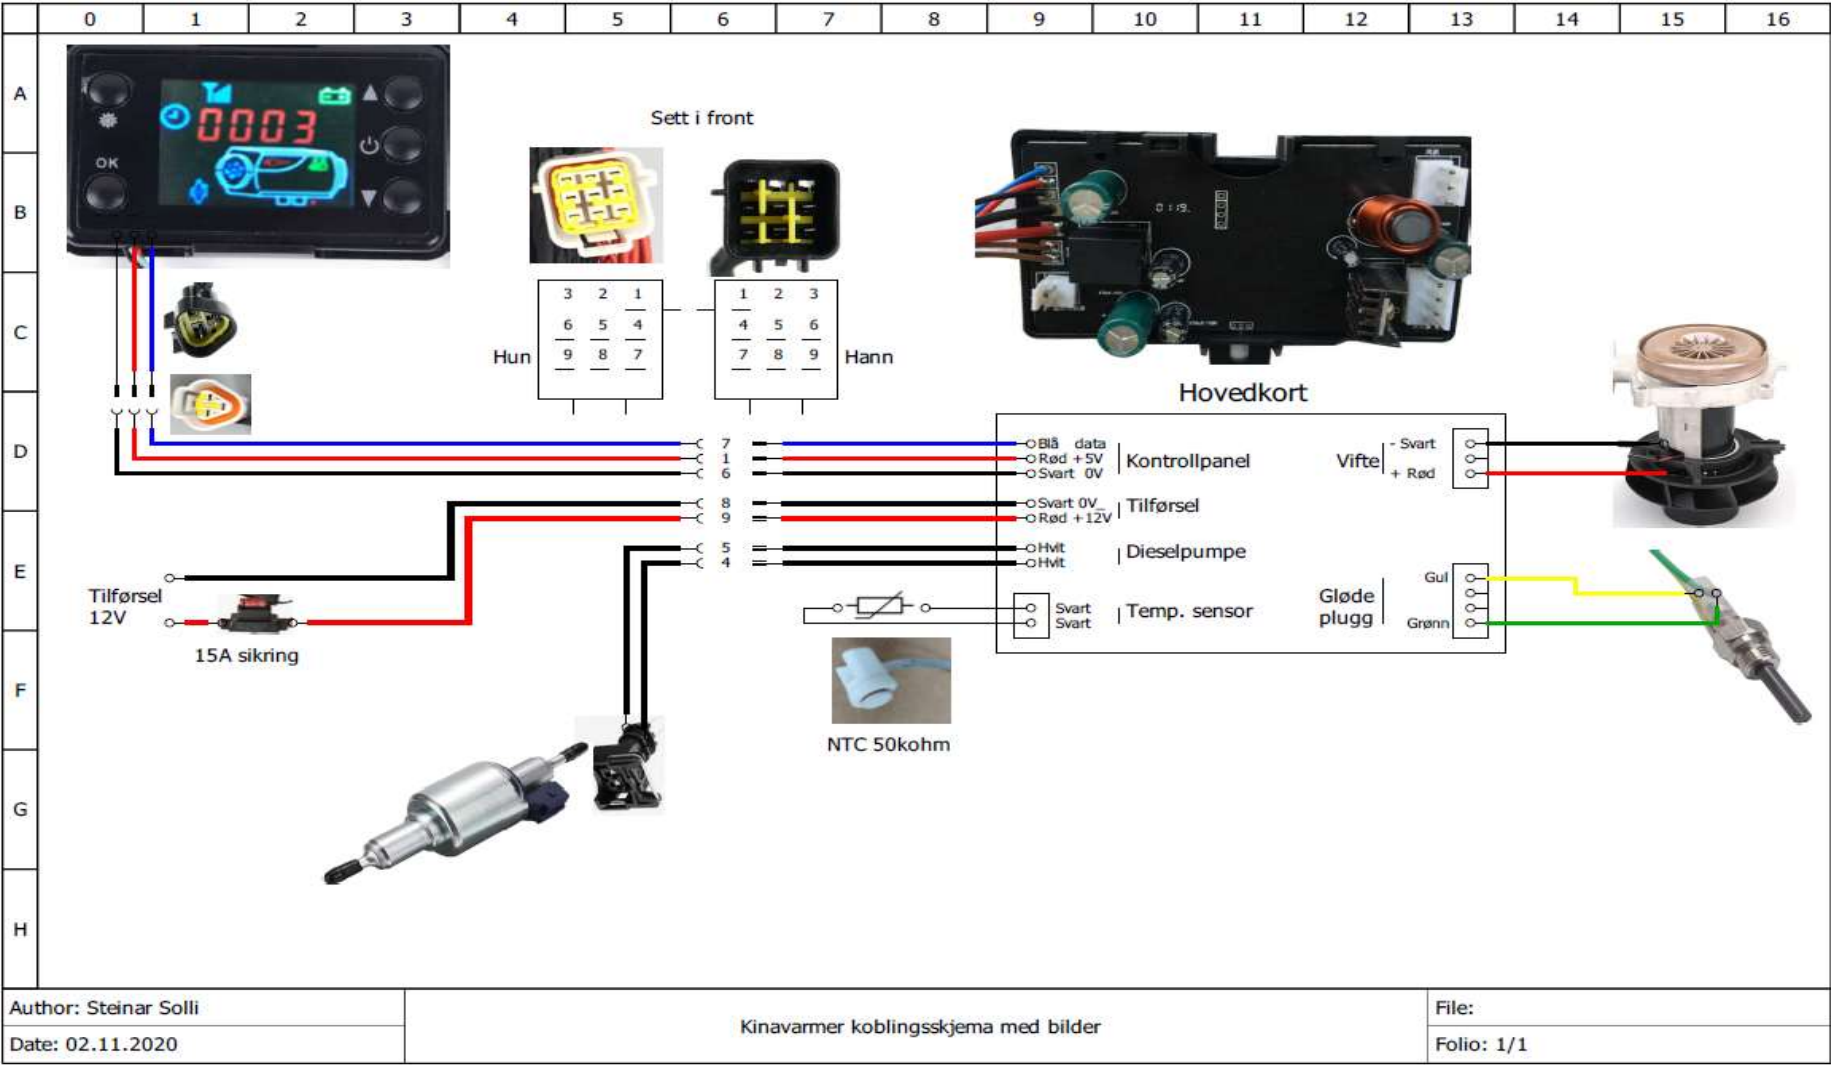 0 1 2 3 4 5 6 7 8 9 10 11 12 13 14 15 16
A
B
C
D
E
F
G
H
0003
OK
Sett i front
0119.
3 2 1
6 5 4
9 8 7
1 2 3
4 5 6
7 8 9
Hun
Hann
Hovedkort
7
1
6
8
9
5
4
Blå data
Rød +5V
Svart 0V
Kontrollpanel
Svart 0V
Rød +12V
Tilførsel
Hvit
Hvit
Dieselpumpe
Svart
Svart
Temp. sensor
Vifte
- Svart
+ Rød
Gløde
plugg
Gul
Grønn
Tilførsel
12V
15A sikring
NTC 50kohm
Author: Steinar Solli
Date: 02.11.2020
Kinavarmer koblingsskjema med bilder
File:
Folio: 1/1